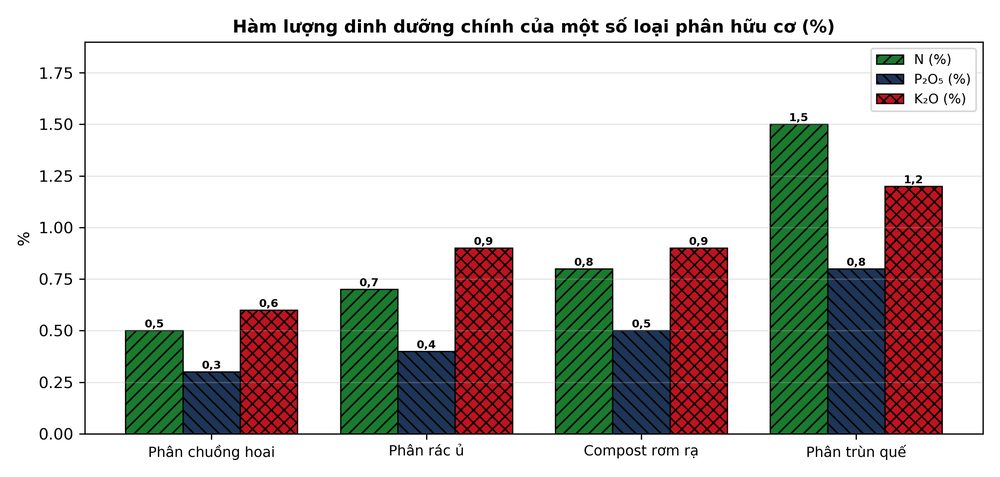 Hàm lượng dinh dưỡng chính của một số loại phân hữu cơ (%)
N (%)
P₂O₅ (%)
K₂O (%)
%
1.75
1.50
1.25
1.00
0.75
0.50
0.25
0.00
0,5
0,3
0,6
0,7
0,4
0,9
0,8
0,5
0,9
1,5
0,8
1,2
Phân chuồng hoai
Phân rác ủ
Compost rơm rạ
Phân trùn quế